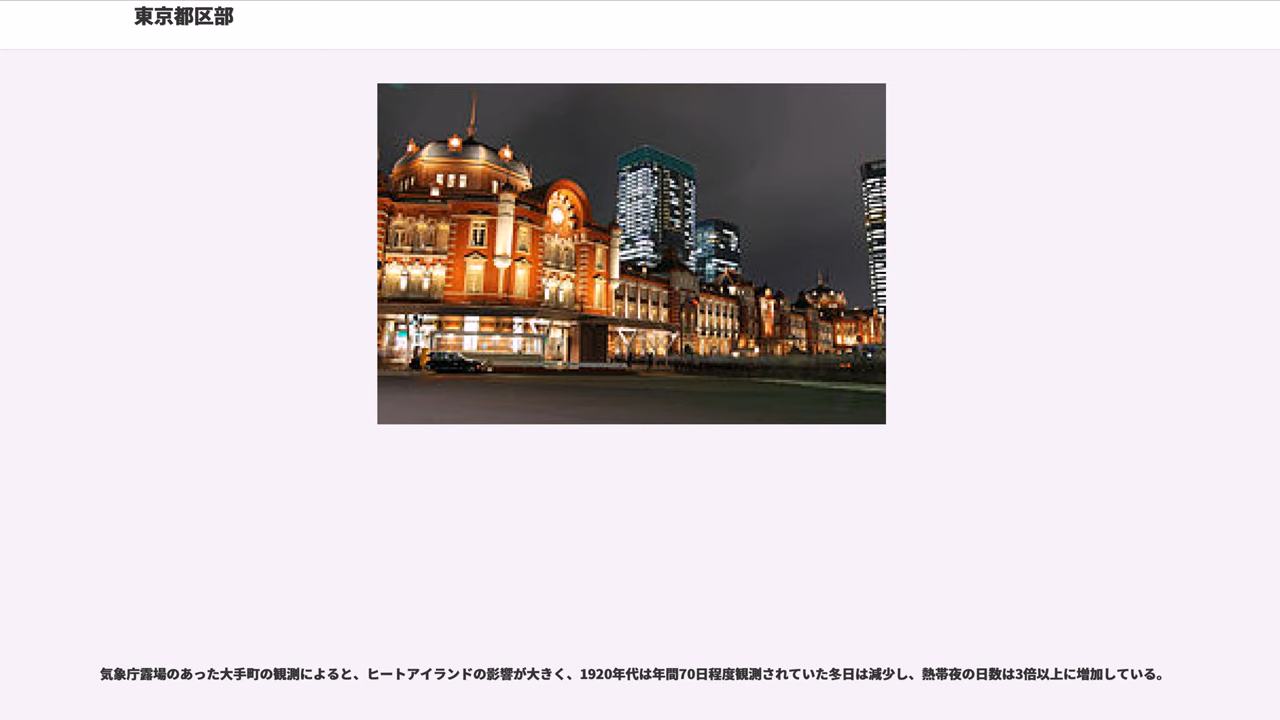 東京都区部
気象庁露場のあった大手町の観測によると、ヒートアイランドの影響が大きく、1920年代は年間70日程度観測されていた冬日は減少し、熱帯夜の日数は3倍以上に増加している。